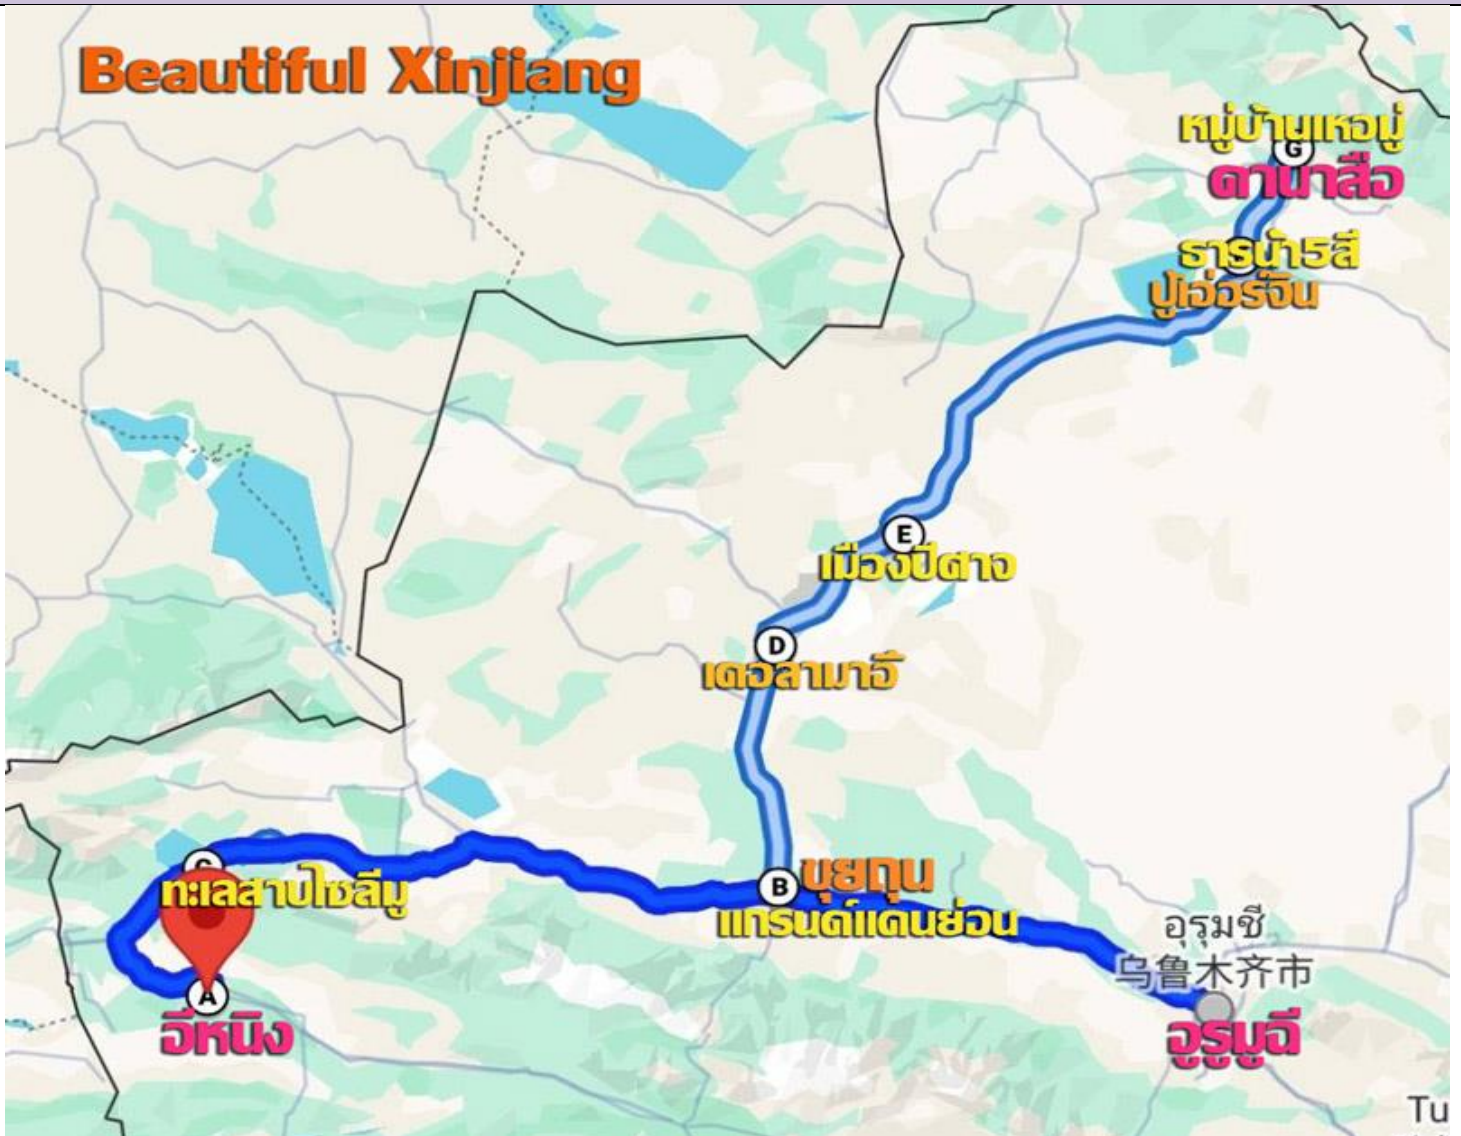 Beautiful Xinjiang
หมู่บ้านเหอมู่
G
คานาสือ
ธารน้ำ5สี
ปู้เอ่อร์จิน
E
เมืองปีศาจ
D
เคอลามาอี
B
ขุยถุน
แกรนด์แคนย่อน
C
ทะเลสาบไซลีมู
A
อี้หนิง
อุรุมชี
乌鲁木齐市
อูรูมูฉี
Tu